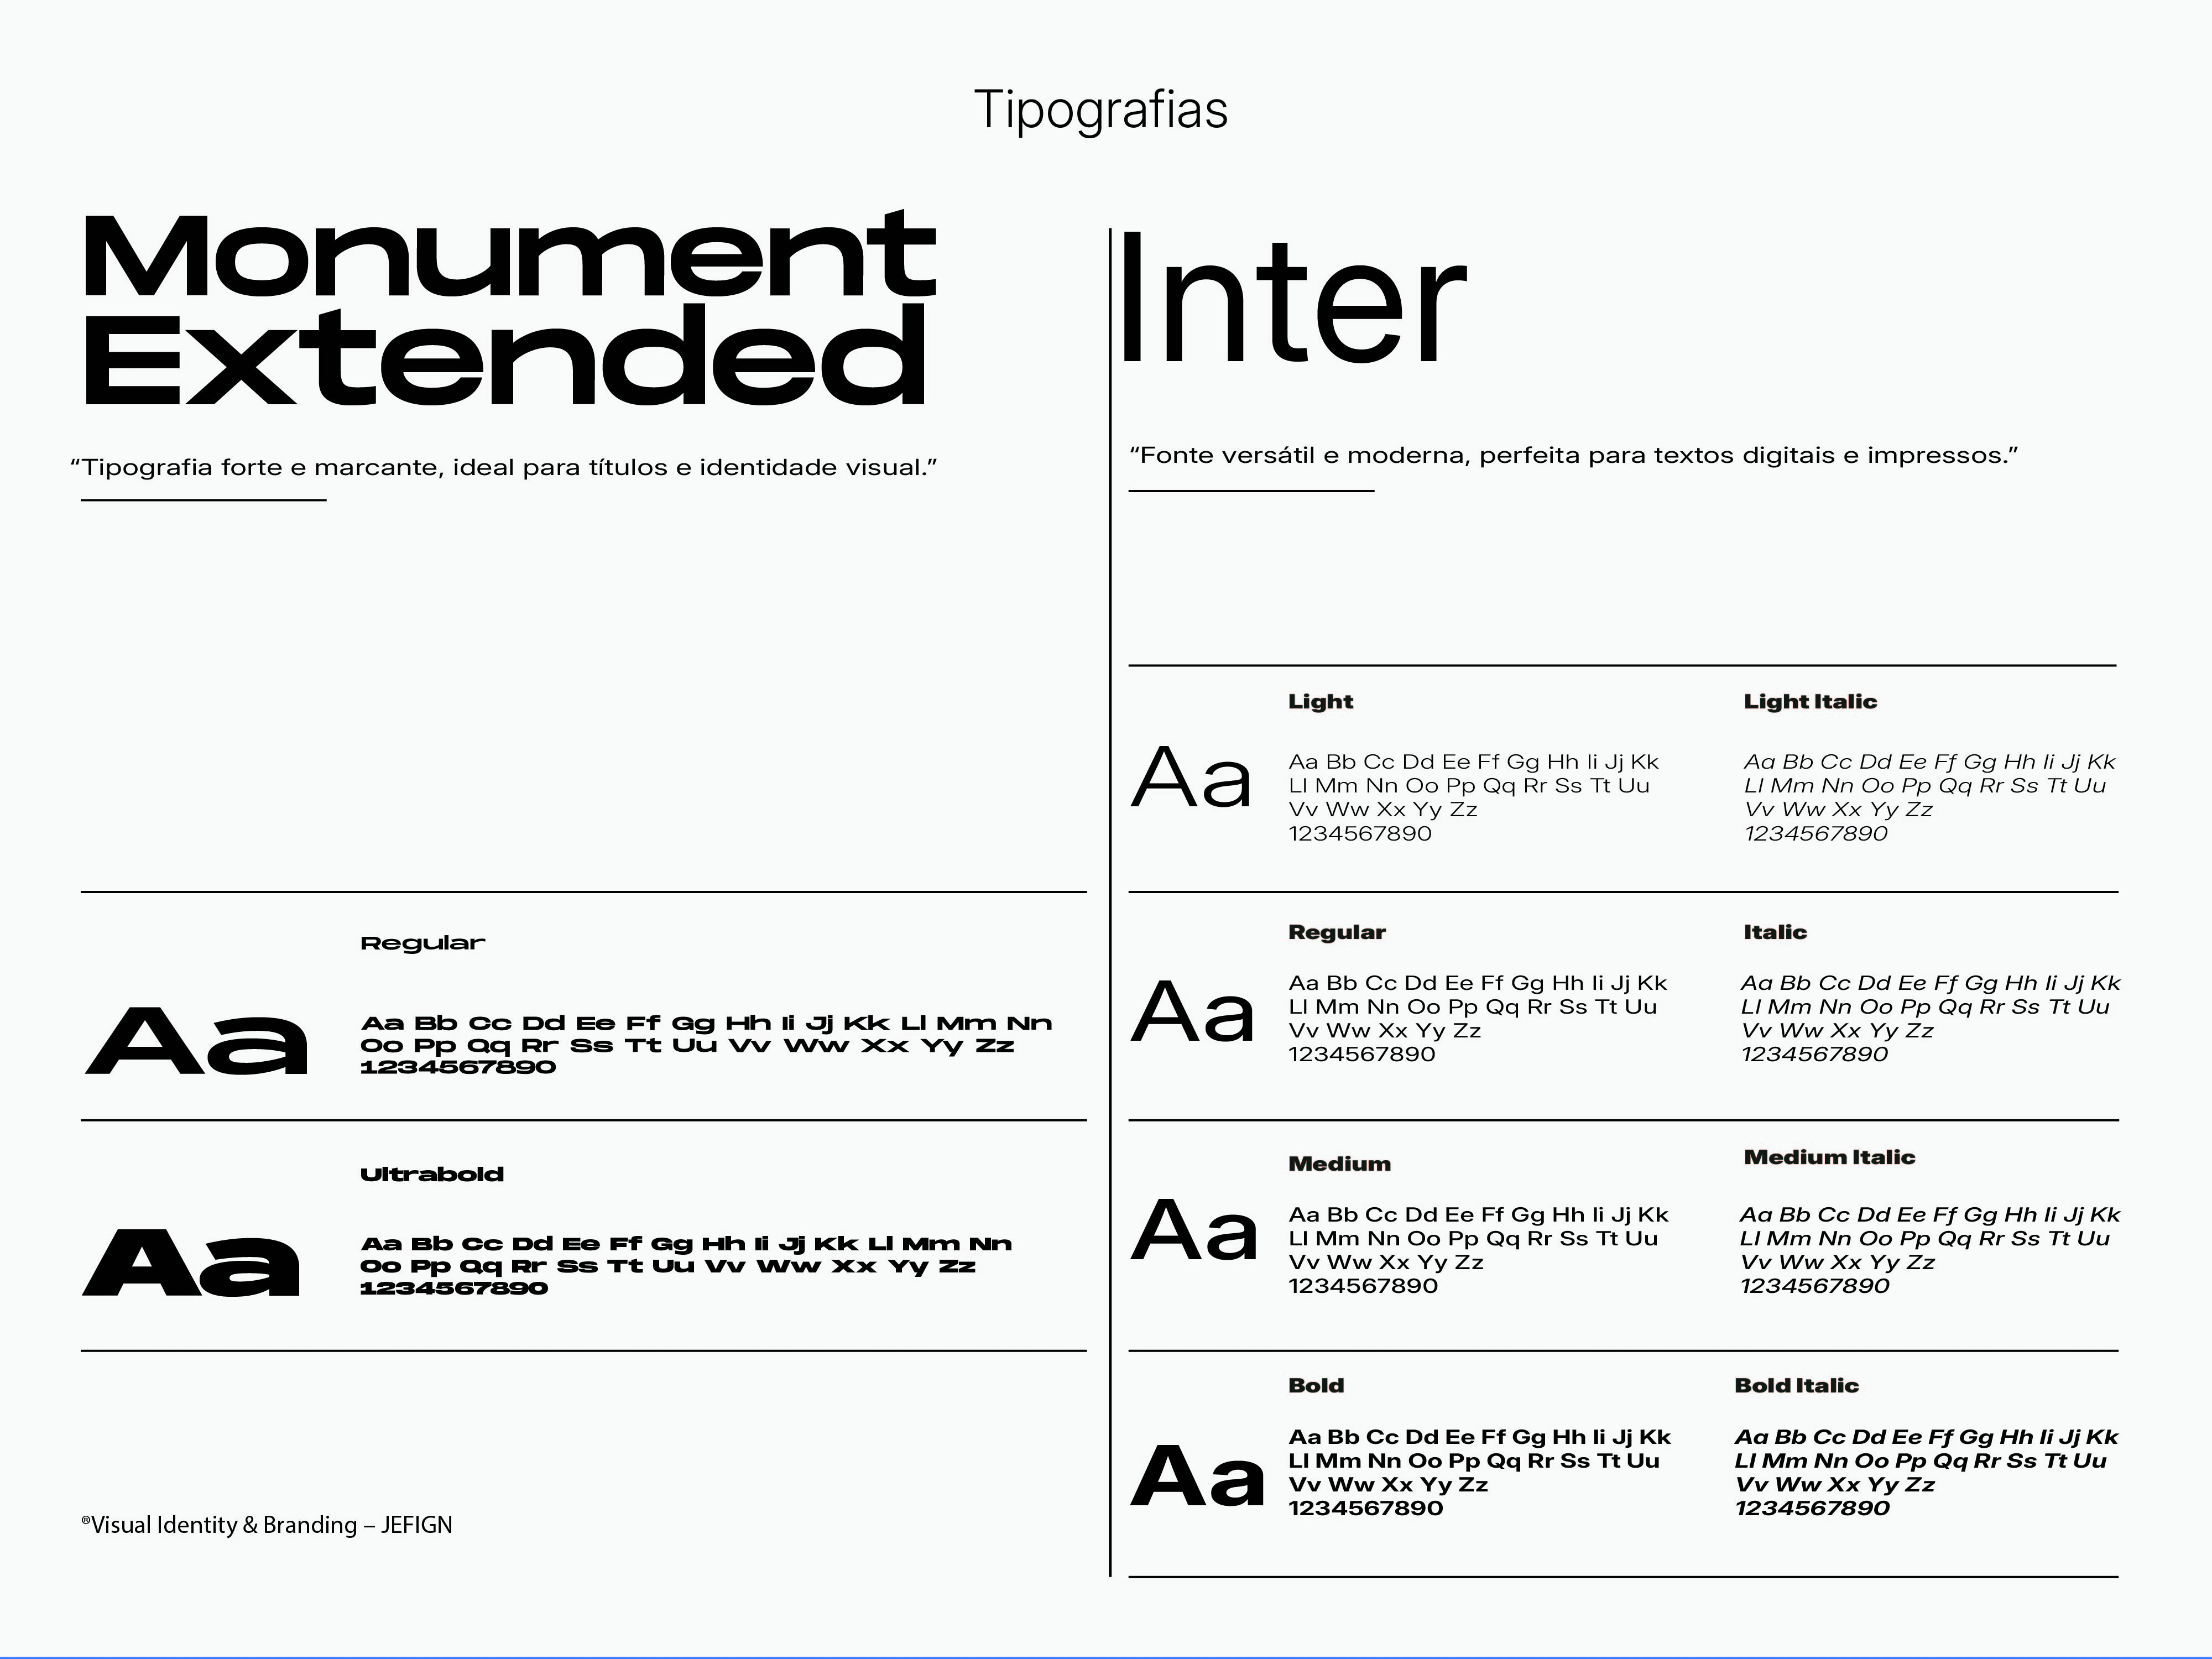 Tipografias
Monument
Extended
“Tipografia forte e marcante, ideal para títulos e identidade visual.”
Regular
Aa
Aa Bb Cc Dd Ee Ff Gg Hh Ii Jj Kk Ll Mm Nn
Oo Pp Qq Rr Ss Tt Uu Vv Ww Xx Yy Zz
1234567890
Ultrabold
Aa
Aa Bb Cc Dd Ee Ff Gg Hh Ii Jj Kk Ll Mm Nn
Oo Pp Qq Rr Ss Tt Uu Vv Ww Xx Yy Zz
1234567890
®Visual Identity & Branding – JEFIGN
Inter
“Fonte versátil e moderna, perfeita para textos digitais e impressos.”
Aa
Light
Aa Bb Cc Dd Ee Ff Gg Hh Ii Jj Kk
Ll Mm Nn Oo Pp Qq Rr Ss Tt Uu
Vv Ww Xx Yy Zz
1234567890
Light Italic
Aa Bb Cc Dd Ee Ff Gg Hh Ii Jj Kk
Ll Mm Nn Oo Pp Qq Rr Ss Tt Uu
Vv Ww Xx Yy Zz
1234567890
Aa
Regular
Aa Bb Cc Dd Ee Ff Gg Hh Ii Jj Kk
Ll Mm Nn Oo Pp Qq Rr Ss Tt Uu
Vv Ww Xx Yy Zz
1234567890
Italic
Aa Bb Cc Dd Ee Ff Gg Hh Ii Jj Kk
Ll Mm Nn Oo Pp Qq Rr Ss Tt Uu
Vv Ww Xx Yy Zz
1234567890
Aa
Medium
Aa Bb Cc Dd Ee Ff Gg Hh Ii Jj Kk
Ll Mm Nn Oo Pp Qq Rr Ss Tt Uu
Vv Ww Xx Yy Zz
1234567890
Medium Italic
Aa Bb Cc Dd Ee Ff Gg Hh Ii Jj Kk
Ll Mm Nn Oo Pp Qq Rr Ss Tt Uu
Vv Ww Xx Yy Zz
1234567890
Aa
Bold
Aa Bb Cc Dd Ee Ff Gg Hh Ii Jj Kk
Ll Mm Nn Oo Pp Qq Rr Ss Tt Uu
Vv Ww Xx Yy Zz
1234567890
Bold Italic
Aa Bb Cc Dd Ee Ff Gg Hh Ii Jj Kk
Ll Mm Nn Oo Pp Qq Rr Ss Tt Uu
Vv Ww Xx Yy Zz
1234567890